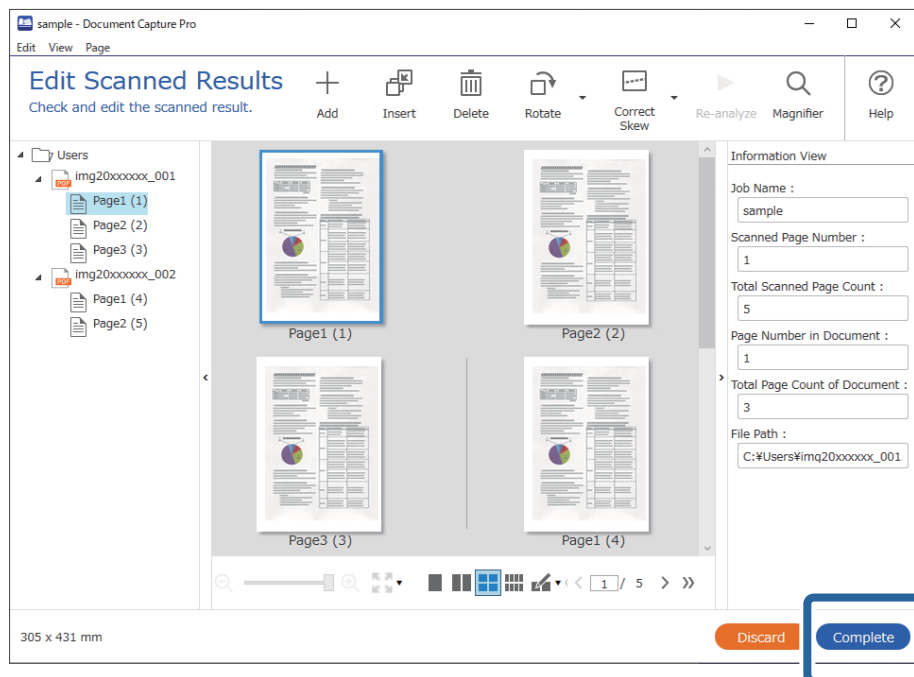 sample - Document Capture Pro
Edit View Page
Edit Scanned Results
Check and edit the scanned result.
Add
Insert
Delete
Rotate
Correct
Skew
Re-analyze
Magnifier
Help
Users
img20xxxxxx_001
PDF
Page1 (1)
Page2 (2)
Page3 (3)
img20xxxxxx_002
PDF
Page1 (4)
Page2 (5)
Page1 (1)
Page2 (2)
Page3 (3)
Page1 (4)
Information View
Job Name :
sample
Scanned Page Number :
1
Total Scanned Page Count :
5
Page Number in Document :
1
Total Page Count of Document :
3
File Path :
C:¥Users¥img20xxxxxx_001
1 / 5
305 x 431 mm
Discard
Complete